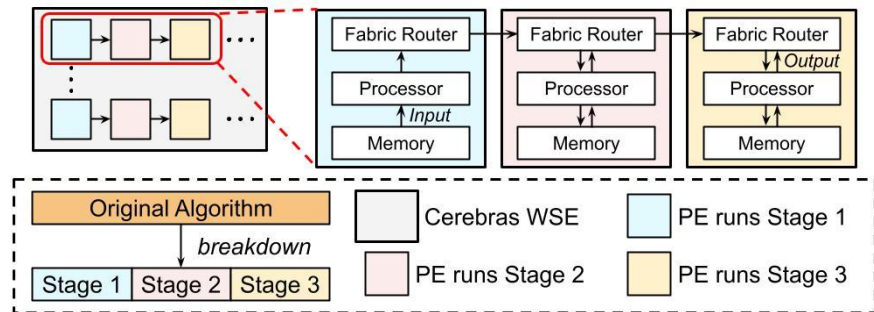 Fabric Router
Fabric Router
Fabric Router
Output
Processor
Processor
Processor
Input
Memory
Memory
Memory
Original Algorithm
breakdown
Stage 1 Stage 2 Stage 3
Cerebras WSE
PE runs Stage 1
PE runs Stage 2
PE runs Stage 3